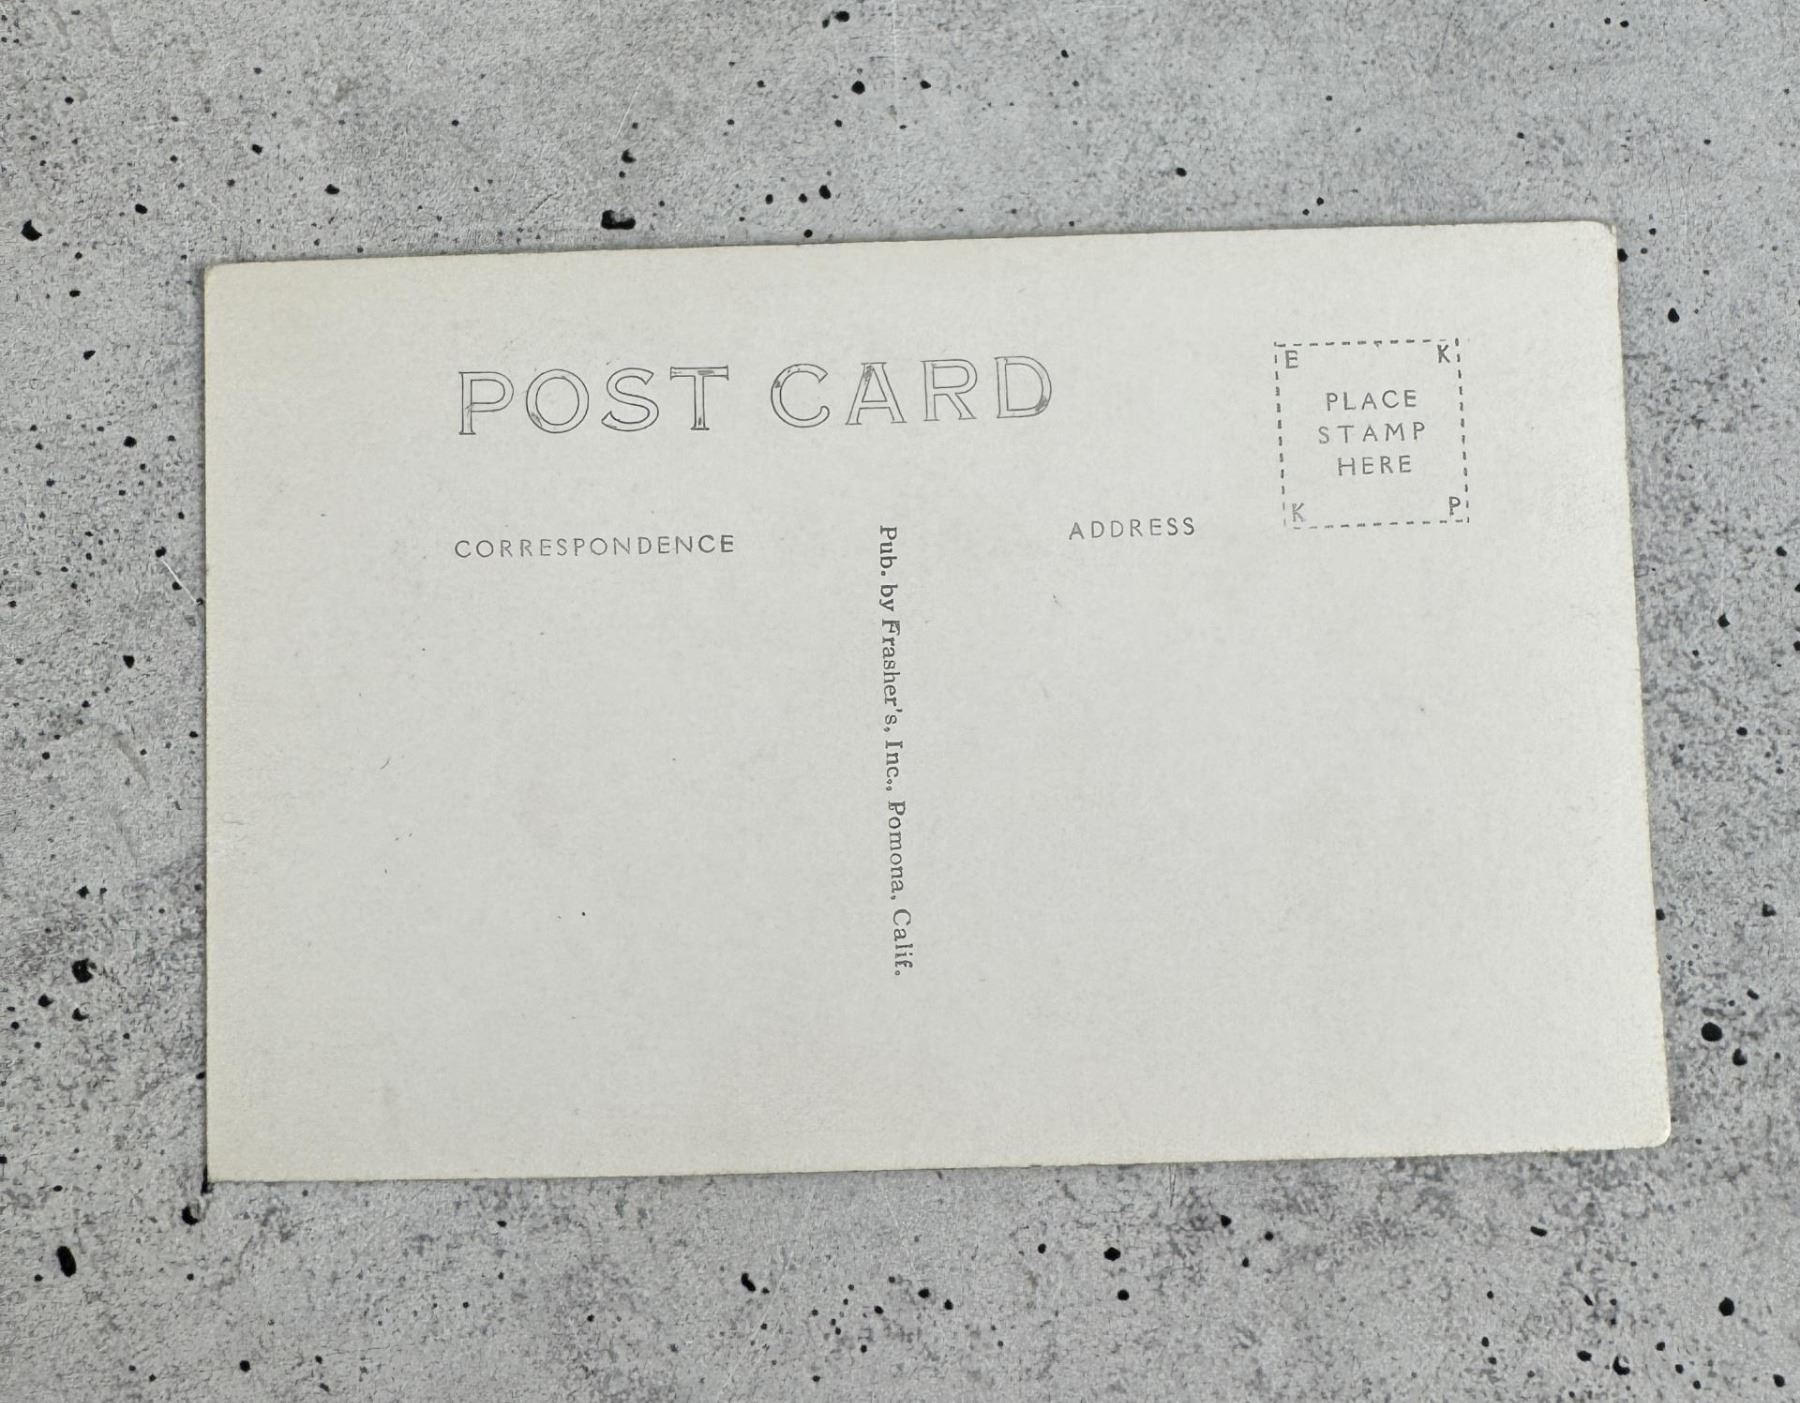 POST CARD
E K
PLACE
STAMP
HERE
K P
CORRESPONDENCE
ADDRESS
Pub. by Frasher's, Inc., Pomona, Calif.